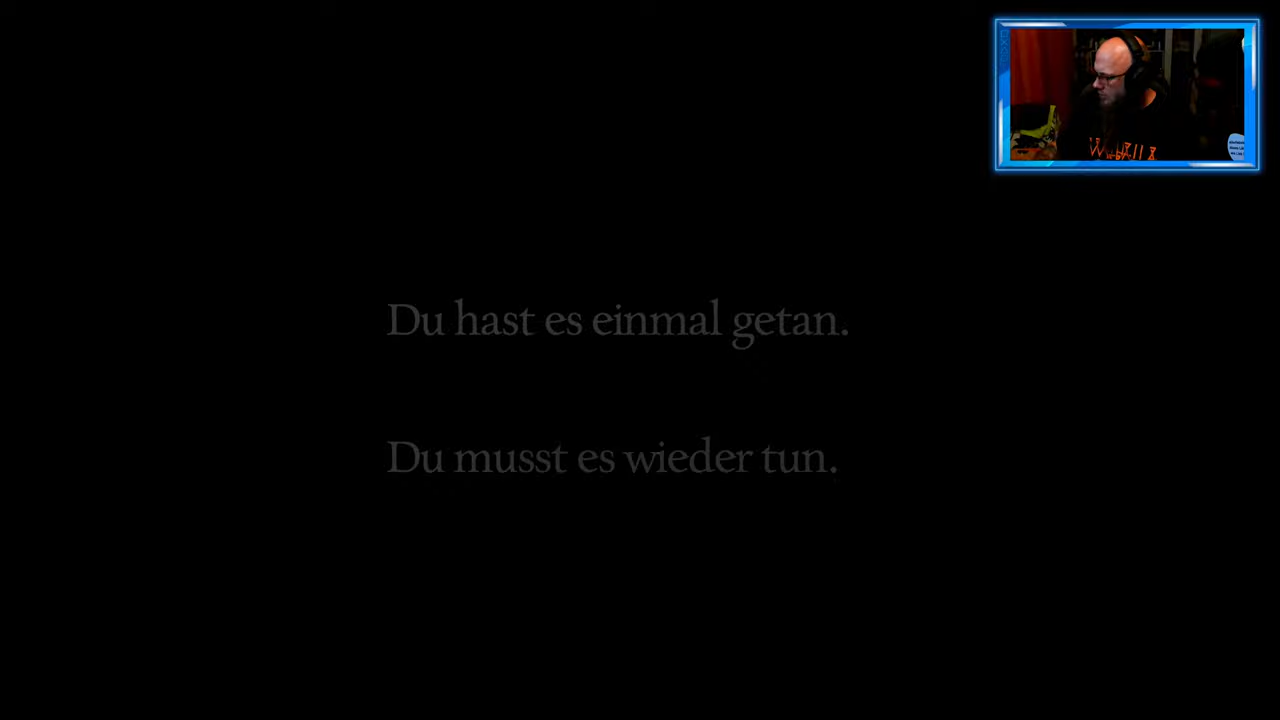 Du hast es einmal getan.
Du musst es wieder tun.